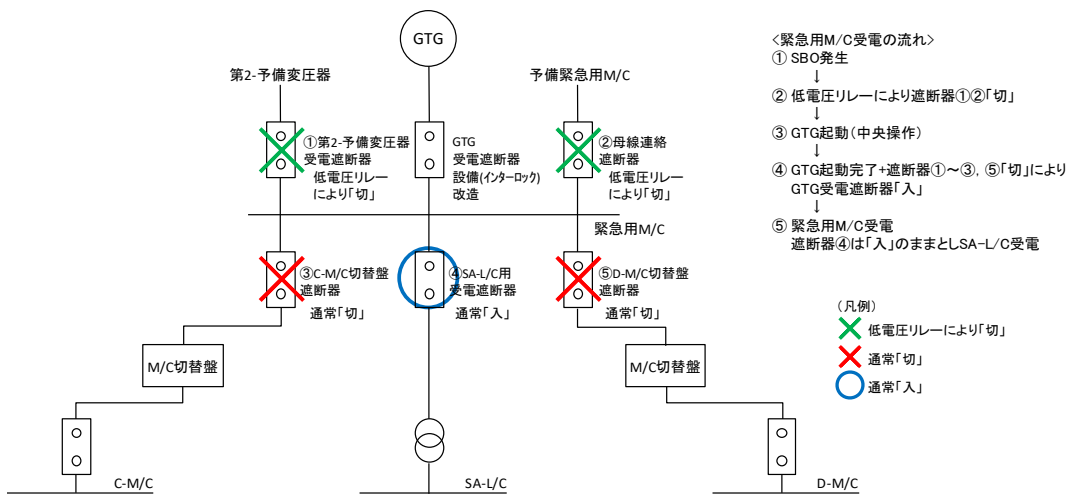 GTG
第2-予備変圧器
予備緊急用M/C
①第2-予備変圧器
受電遮断器
低電圧リレー
により「切」
GTG
受電遮断器
設備(インターロック)
改造
②母線連絡
遮断器
低電圧リレー
により「切」
緊急用M/C
③C-M/C切替盤
遮断器
通常「切」
④SA-L/C用
受電遮断器
通常「入」
⑤D-M/C切替盤
遮断器
通常「切」
M/C切替盤
M/C切替盤
C-M/C
SA-L/C
D-M/C
<緊急用M/C受電の流れ>
① SBO発生
↓
② 低電圧リレーにより遮断器①②「切」
↓
③ GTG起動(中央操作)
↓
④ GTG起動完了+遮断器①～③, ⑤「切」により
GTG受電遮断器「入」
↓
⑤ 緊急用M/C受電
遮断器④は「入」のままとしSA-L/C受電
(凡例)
低電圧リレーにより「切」
通常「切」
通常「入」